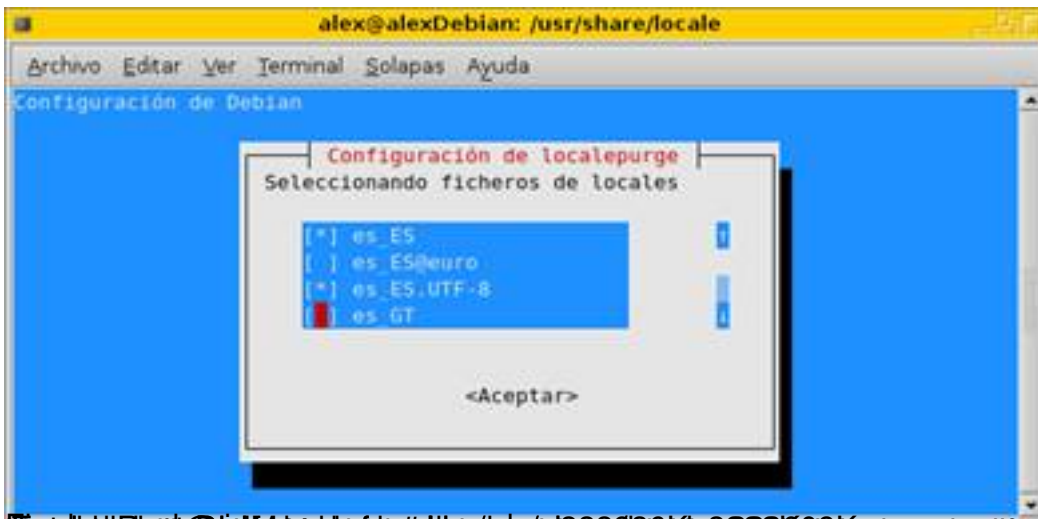 alex@alexDebian: /usr/share/locale
Archivo Editar Ver Terminal Solapas Ayuda
Configuración de Debian
Configuración de localepurge
Seleccionando ficheros de locales
[*] es_ES
[ ] es_ES@euro
[*] es_ES.UTF-8
[ ] es_GT
<Aceptar>